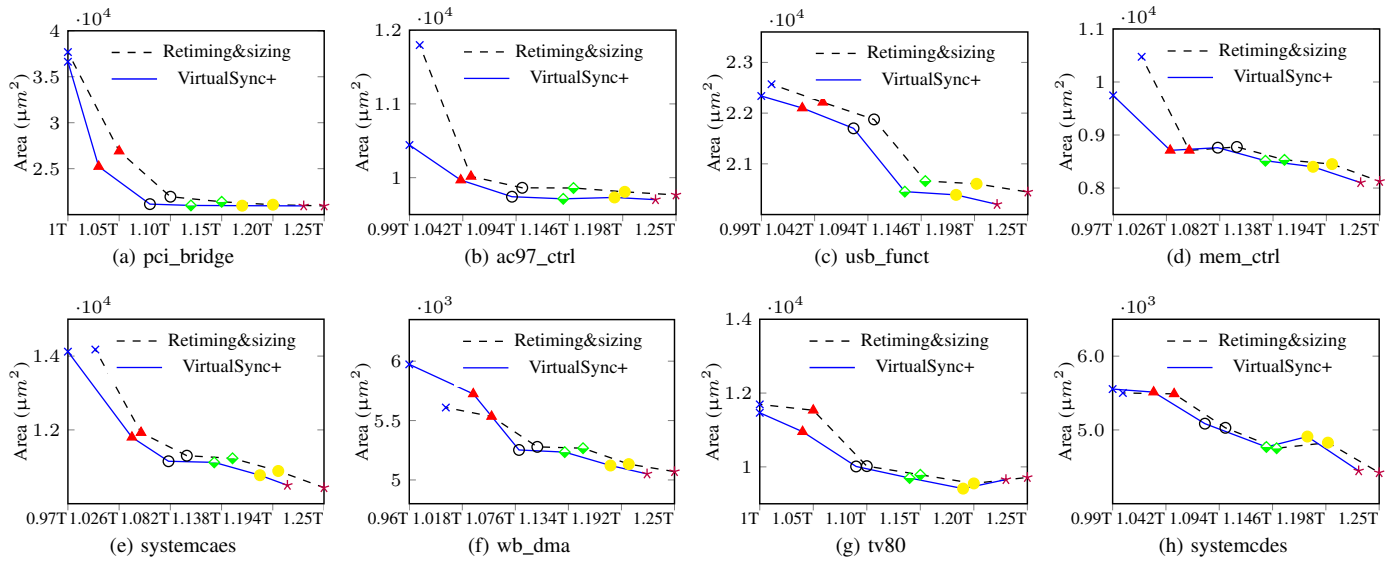 ·10⁴
4
3.5
3
2.5
Area (μm²)
Retiming&sizing
VirtualSync+
1T 1.05T 1.10T 1.15T 1.20T 1.25T
(a) pci_bridge
·10⁴
1.2
1.1
1
Area (μm²)
Retiming&sizing
VirtualSync+
0.99T 1.042T 1.094T 1.146T 1.198T 1.25T
(b) ac97_ctrl
·10⁴
2.3
2.2
2.1
Area (μm²)
Retiming&sizing
VirtualSync+
0.99T 1.042T 1.094T 1.146T 1.198T 1.25T
(c) usb_funct
·10⁴
1.1
1
0.9
0.8
Area (μm²)
Retiming&sizing
VirtualSync+
0.97T 1.026T 1.082T 1.138T 1.194T 1.25T
(d) mem_ctrl
·10⁴
1.5
1.4
1.2
Area (μm²)
Retiming&sizing
VirtualSync+
0.97T 1.026T 1.082T 1.138T 1.194T 1.25T
(e) systemcaes
·10³
6
5.5
5
Area (μm²)
Retiming&sizing
VirtualSync+
0.96T 1.018T 1.076T 1.134T 1.192T 1.25T
(f) wb_dma
·10⁴
1.4
1.2
1
Area (μm²)
Retiming&sizing
VirtualSync+
1T 1.05T 1.10T 1.15T 1.20T 1.25T
(g) tv80
·10³
6.5
6.0
5.0
Area (μm²)
Retiming&sizing
VirtualSync+
0.99T 1.042T 1.094T 1.146T 1.198T 1.25T
(h) systemcdes